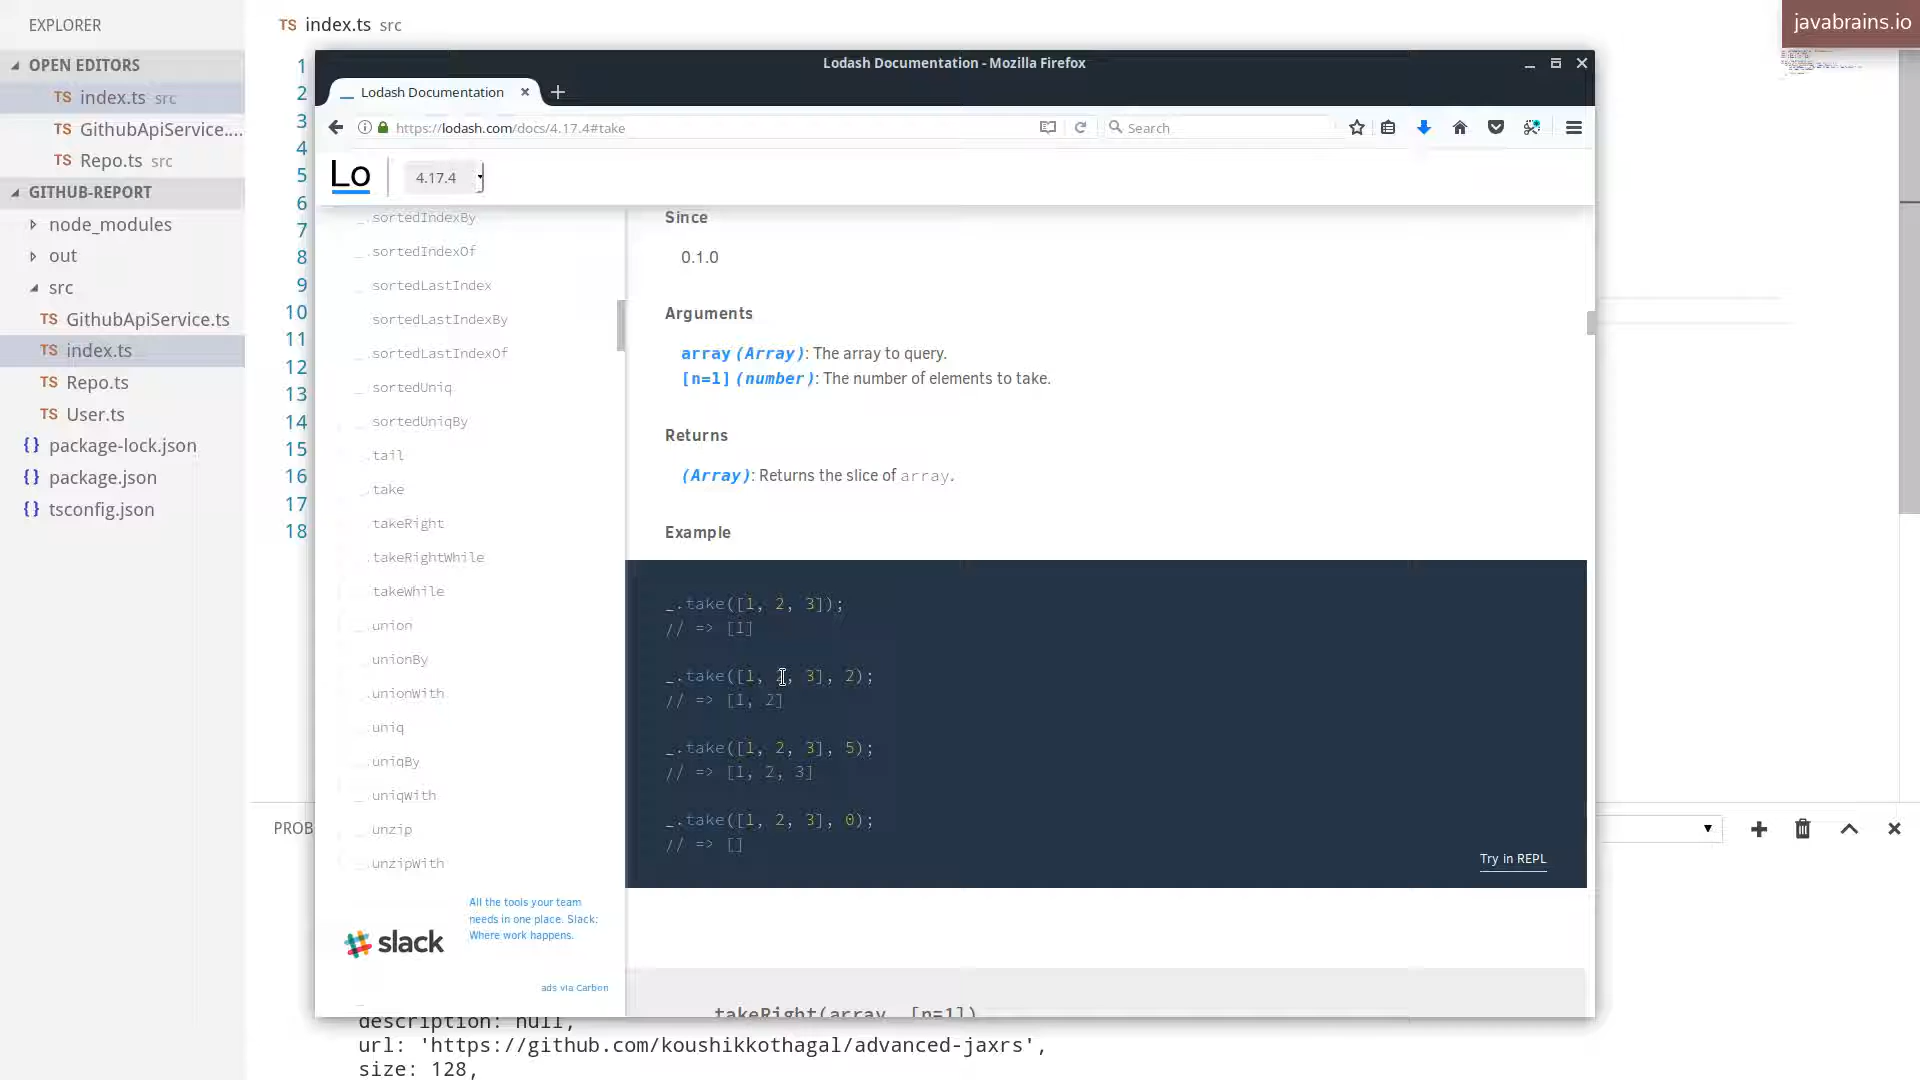 EXPLORER
TS index.ts src
javabrains.io
OPEN EDITORS
TS index.ts src
TS GithubApiService....
TS Repo.ts src
GITHUB-REPORT
node_modules
out
src
TS GithubApiService.ts
TS index.ts
TS Repo.ts
TS User.ts
{} package-lock.json
{} package.json
{} tsconfig.json
1
2
3
4
5
6
7
8
9
10
11
12
13
14
15
16
17
18
Lodash Documentation - Mozilla Firefox
Lodash Documentation
https://lodash.com/docs/4.17.4#take
Search
Lo
4.17.4
_.sortedIndexBy
_.sortedIndexOf
_.sortedLastIndex
_.sortedLastIndexBy
_.sortedLastIndexOf
_.sortedUniq
_.sortedUniqBy
_.tail
_.take
_.takeRight
_.takeRightWhile
_.takeWhile
_.union
_.unionBy
_.unionWith
_.uniq
_.uniqBy
_.uniqWith
_.unzip
_.unzipWith
All the tools your team
needs in one place. Slack:
Where work happens.
slack
ads via Carbon
Since
0.1.0
Arguments
array (Array): The array to query.
[n=1] (number): The number of elements to take.
Returns
(Array): Returns the slice of array.
Example
_.take([1, 2, 3]);
// => [1]
_.take([1, 2, 3], 2);
// => [1, 2]
_.take([1, 2, 3], 5);
// => [1, 2, 3]
_.take([1, 2, 3], 0);
// => []
Try in REPL
takeRight(array, [n=1])
PROB
description: null,
url: 'https://github.com/koushikkothagal/advanced-jaxrs',
size: 128,